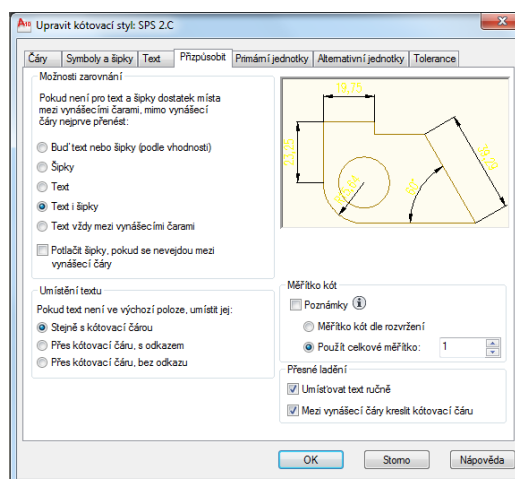 Upravit kótovací styl: SPS 2.C
Čáry Symboly a šipky Text Přizpůsobit Primární jednotky Alternativní jednotky Tolerance
Možnosti zarovnání
Pokud není pro text a šipky dostatek místa
mezi vynášecími čarami, mimo vynášecí
čáry nejprve přenést:
Buď text nebo šipky (podle vhodnosti)
Šipky
Text
Text i šipky
Text vždy mezi vynášecími čarami
Potlačit šipky, pokud se nevejdou mezi
vynášecí čáry
Umístění textu
Pokud text není ve výchozí poloze, umístit jej:
Stejně s kótovací čárou
Přes kótovací čáru, s odkazem
Přes kótovací čáru, bez odkazu
19,75
23,25
60°
Měřítko kót
Poznámky
Měřítko kót dle rozvržení
Použít celkové měřítko: 1
Přesné ladění
Umísťovat text ručně
Mezi vynášecí čáry kreslit kótovací čáru
OK Storno Nápověda